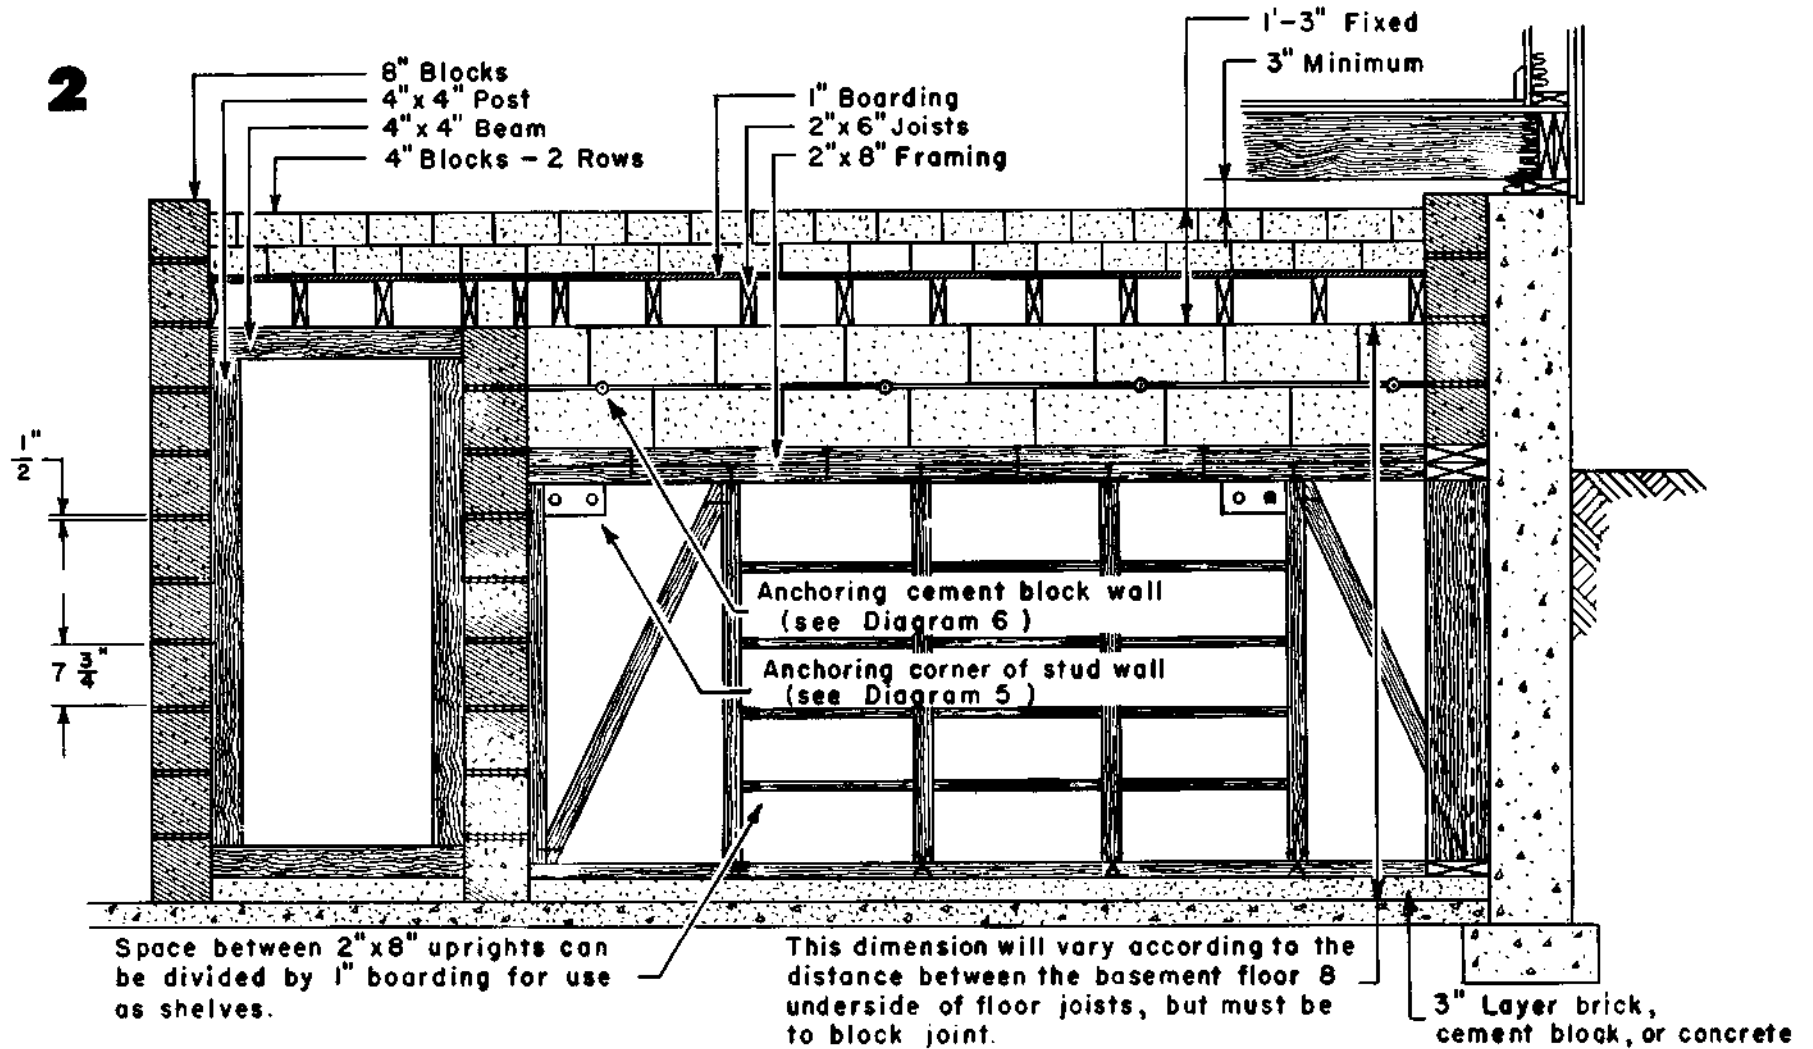 2
8" Blocks
4"x 4" Post
4"x 4" Beam
4" Blocks - 2 Rows
1" Boarding
2"x 6" Joists
2"x 8" Framing
1'-3" Fixed
3" Minimum
1/2"
7 3/4"
Anchoring cement block wall
(see Diagram 6 )
Anchoring corner of stud wall
(see Diagram 5 )
Space between 2"x8" uprights can
be divided by 1" boarding for use
as shelves.
This dimension will vary according to the
distance between the basement floor 8
underside of floor joists, but must be
to block joint.
3" Layer brick,
cement block, or concrete